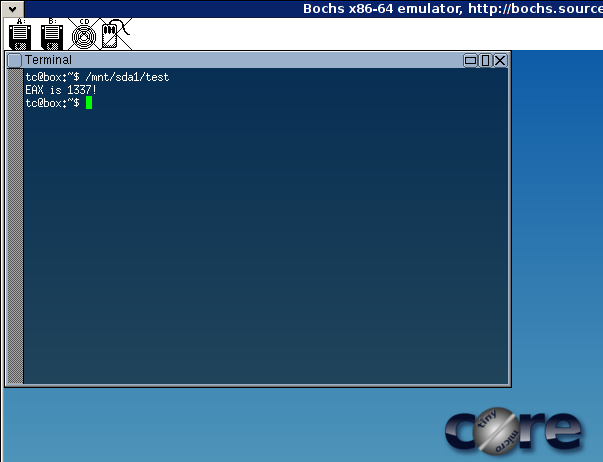 Bochs x86-64 emulator, http://bochs.source
A: B: CD
Terminal
tc@box:~$ /mnt/sda1/test
EAX is 1337!
tc@box:~$
core
tiny
micro